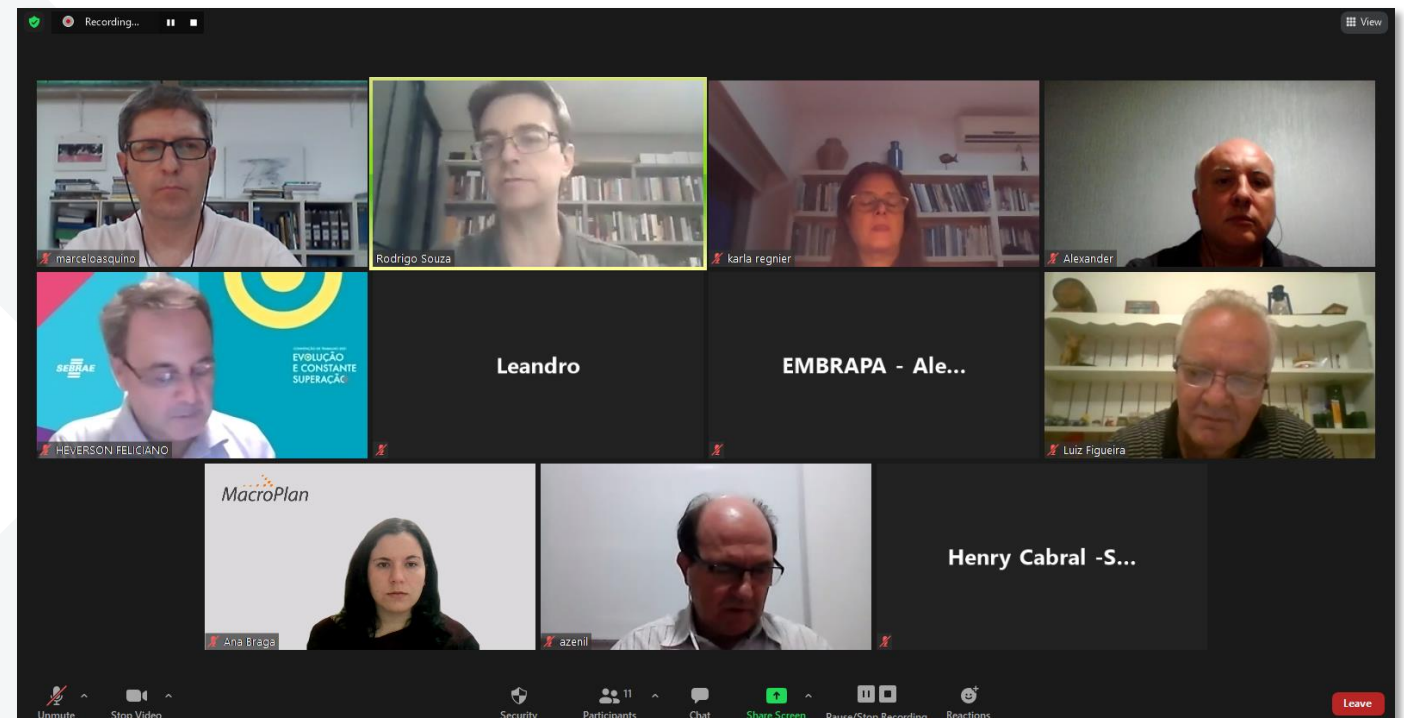 Recording...
View
marceloasquino
Rodrigo Souza
karla regnier
Alexander
SEBRAE
EVOLUÇÃO
E CONSTANTE
SUPERAÇÃO
HEVERSON FELICIANO
Leandro
EMBRAPA - Ale...
Luiz Figueira
MacroPlan
Ana Braga
azenil
Henry Cabral -S...
Unmute
Stop Video
Security
Participants
11
Chat
Share Screen
Pause/Stop Recording
Reactions
Leave